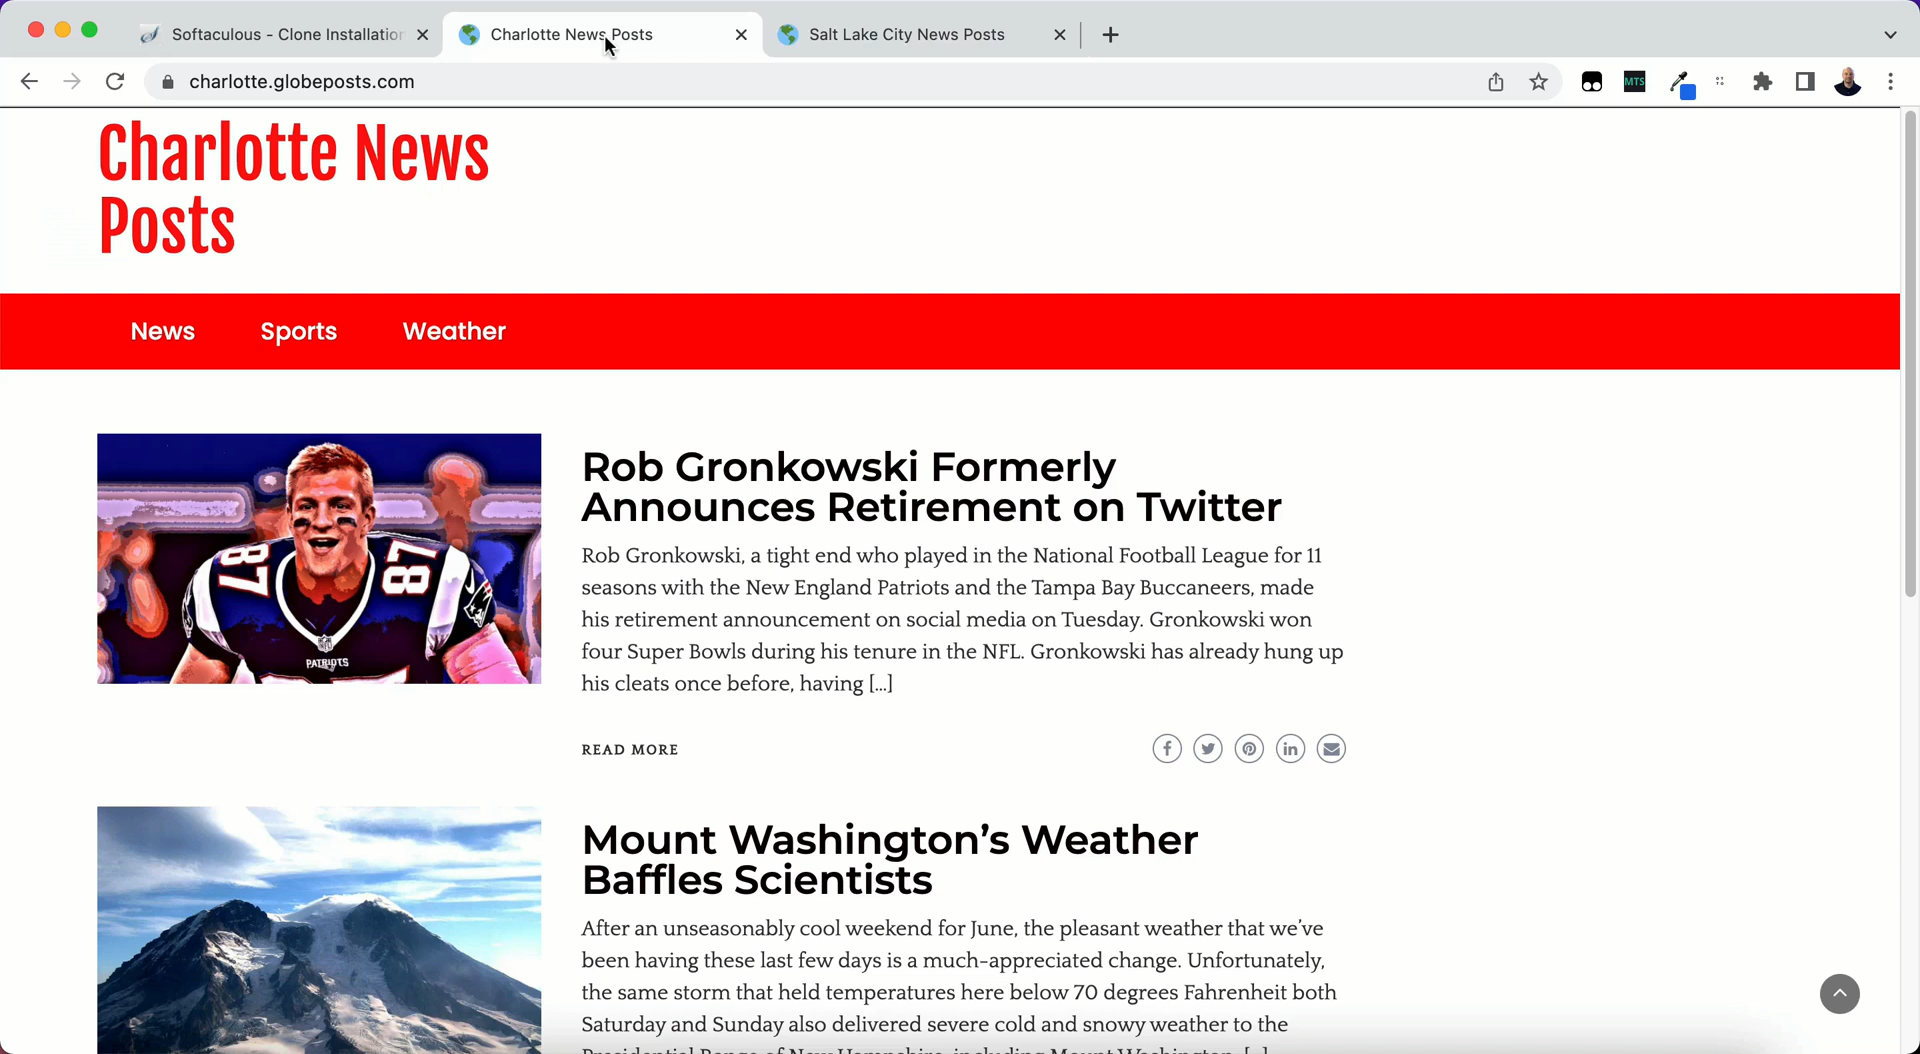 Softaculous - Clone Installation
Charlotte News Posts
Salt Lake City News Posts
charlotte.globeposts.com
MTS
Charlotte News
Posts
News
Sports
Weather
87
87
PATRIOTS
Rob Gronkowski Formerly
Announces Retirement on Twitter
Rob Gronkowski, a tight end who played in the National Football League for 11
seasons with the New England Patriots and the Tampa Bay Buccaneers, made
his retirement announcement on social media on Tuesday. Gronkowski won
four Super Bowls during his tenure in the NFL. Gronkowski has already hung up
his cleats once before, having [...]
READ MORE
Mount Washington’s Weather
Baffles Scientists
After an unseasonably cool weekend for June, the pleasant weather that we’ve
been having these last few days is a much-appreciated change. Unfortunately,
the same storm that held temperatures here below 70 degrees Fahrenheit both
Saturday and Sunday also delivered severe cold and snowy weather to the
Presidential Range of New Hampshire, including Mount Washington. [...]